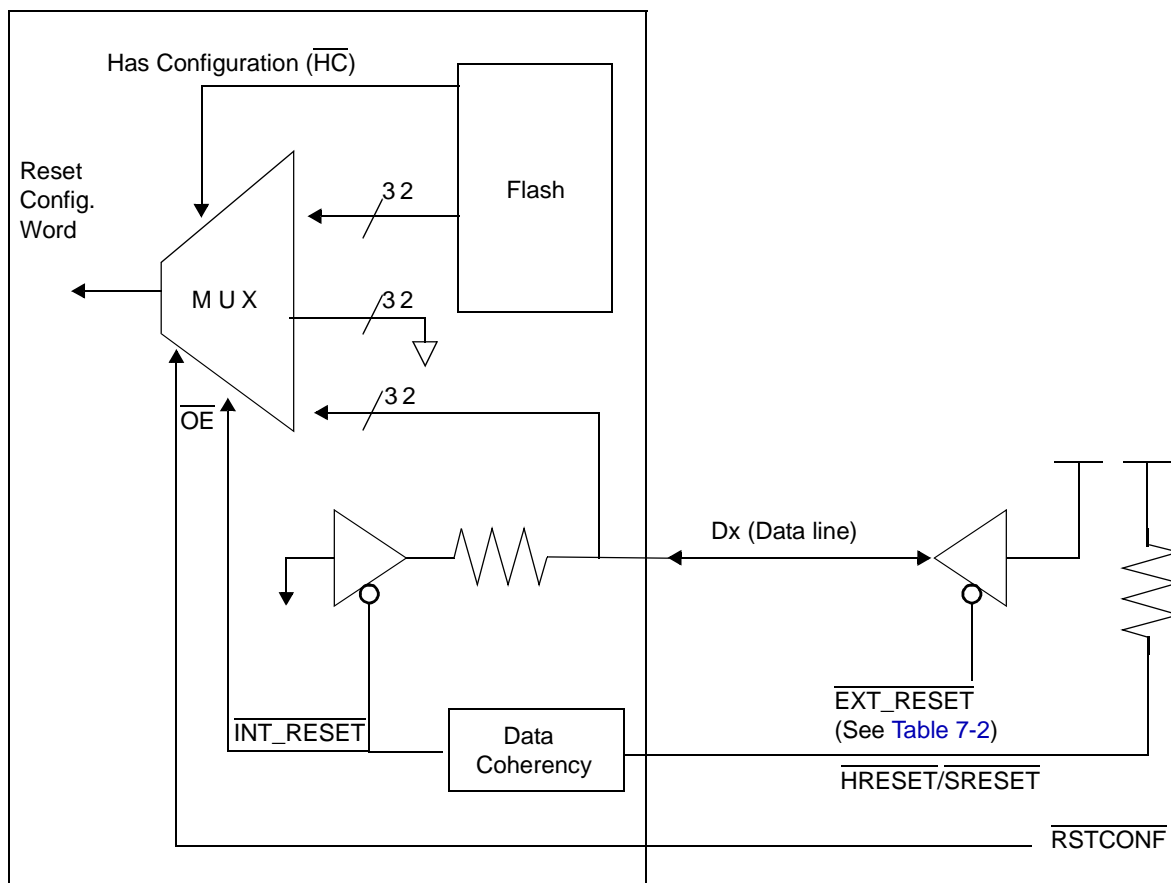 Has Configuration (HC)
Reset
Config.
Word
32
Flash
MUX
32
32
OE
Dx (Data line)
INT_RESET
Data
Coherency
EXT_RESET
(See Table 7-2)
HRESET/SRESET
RSTCONF